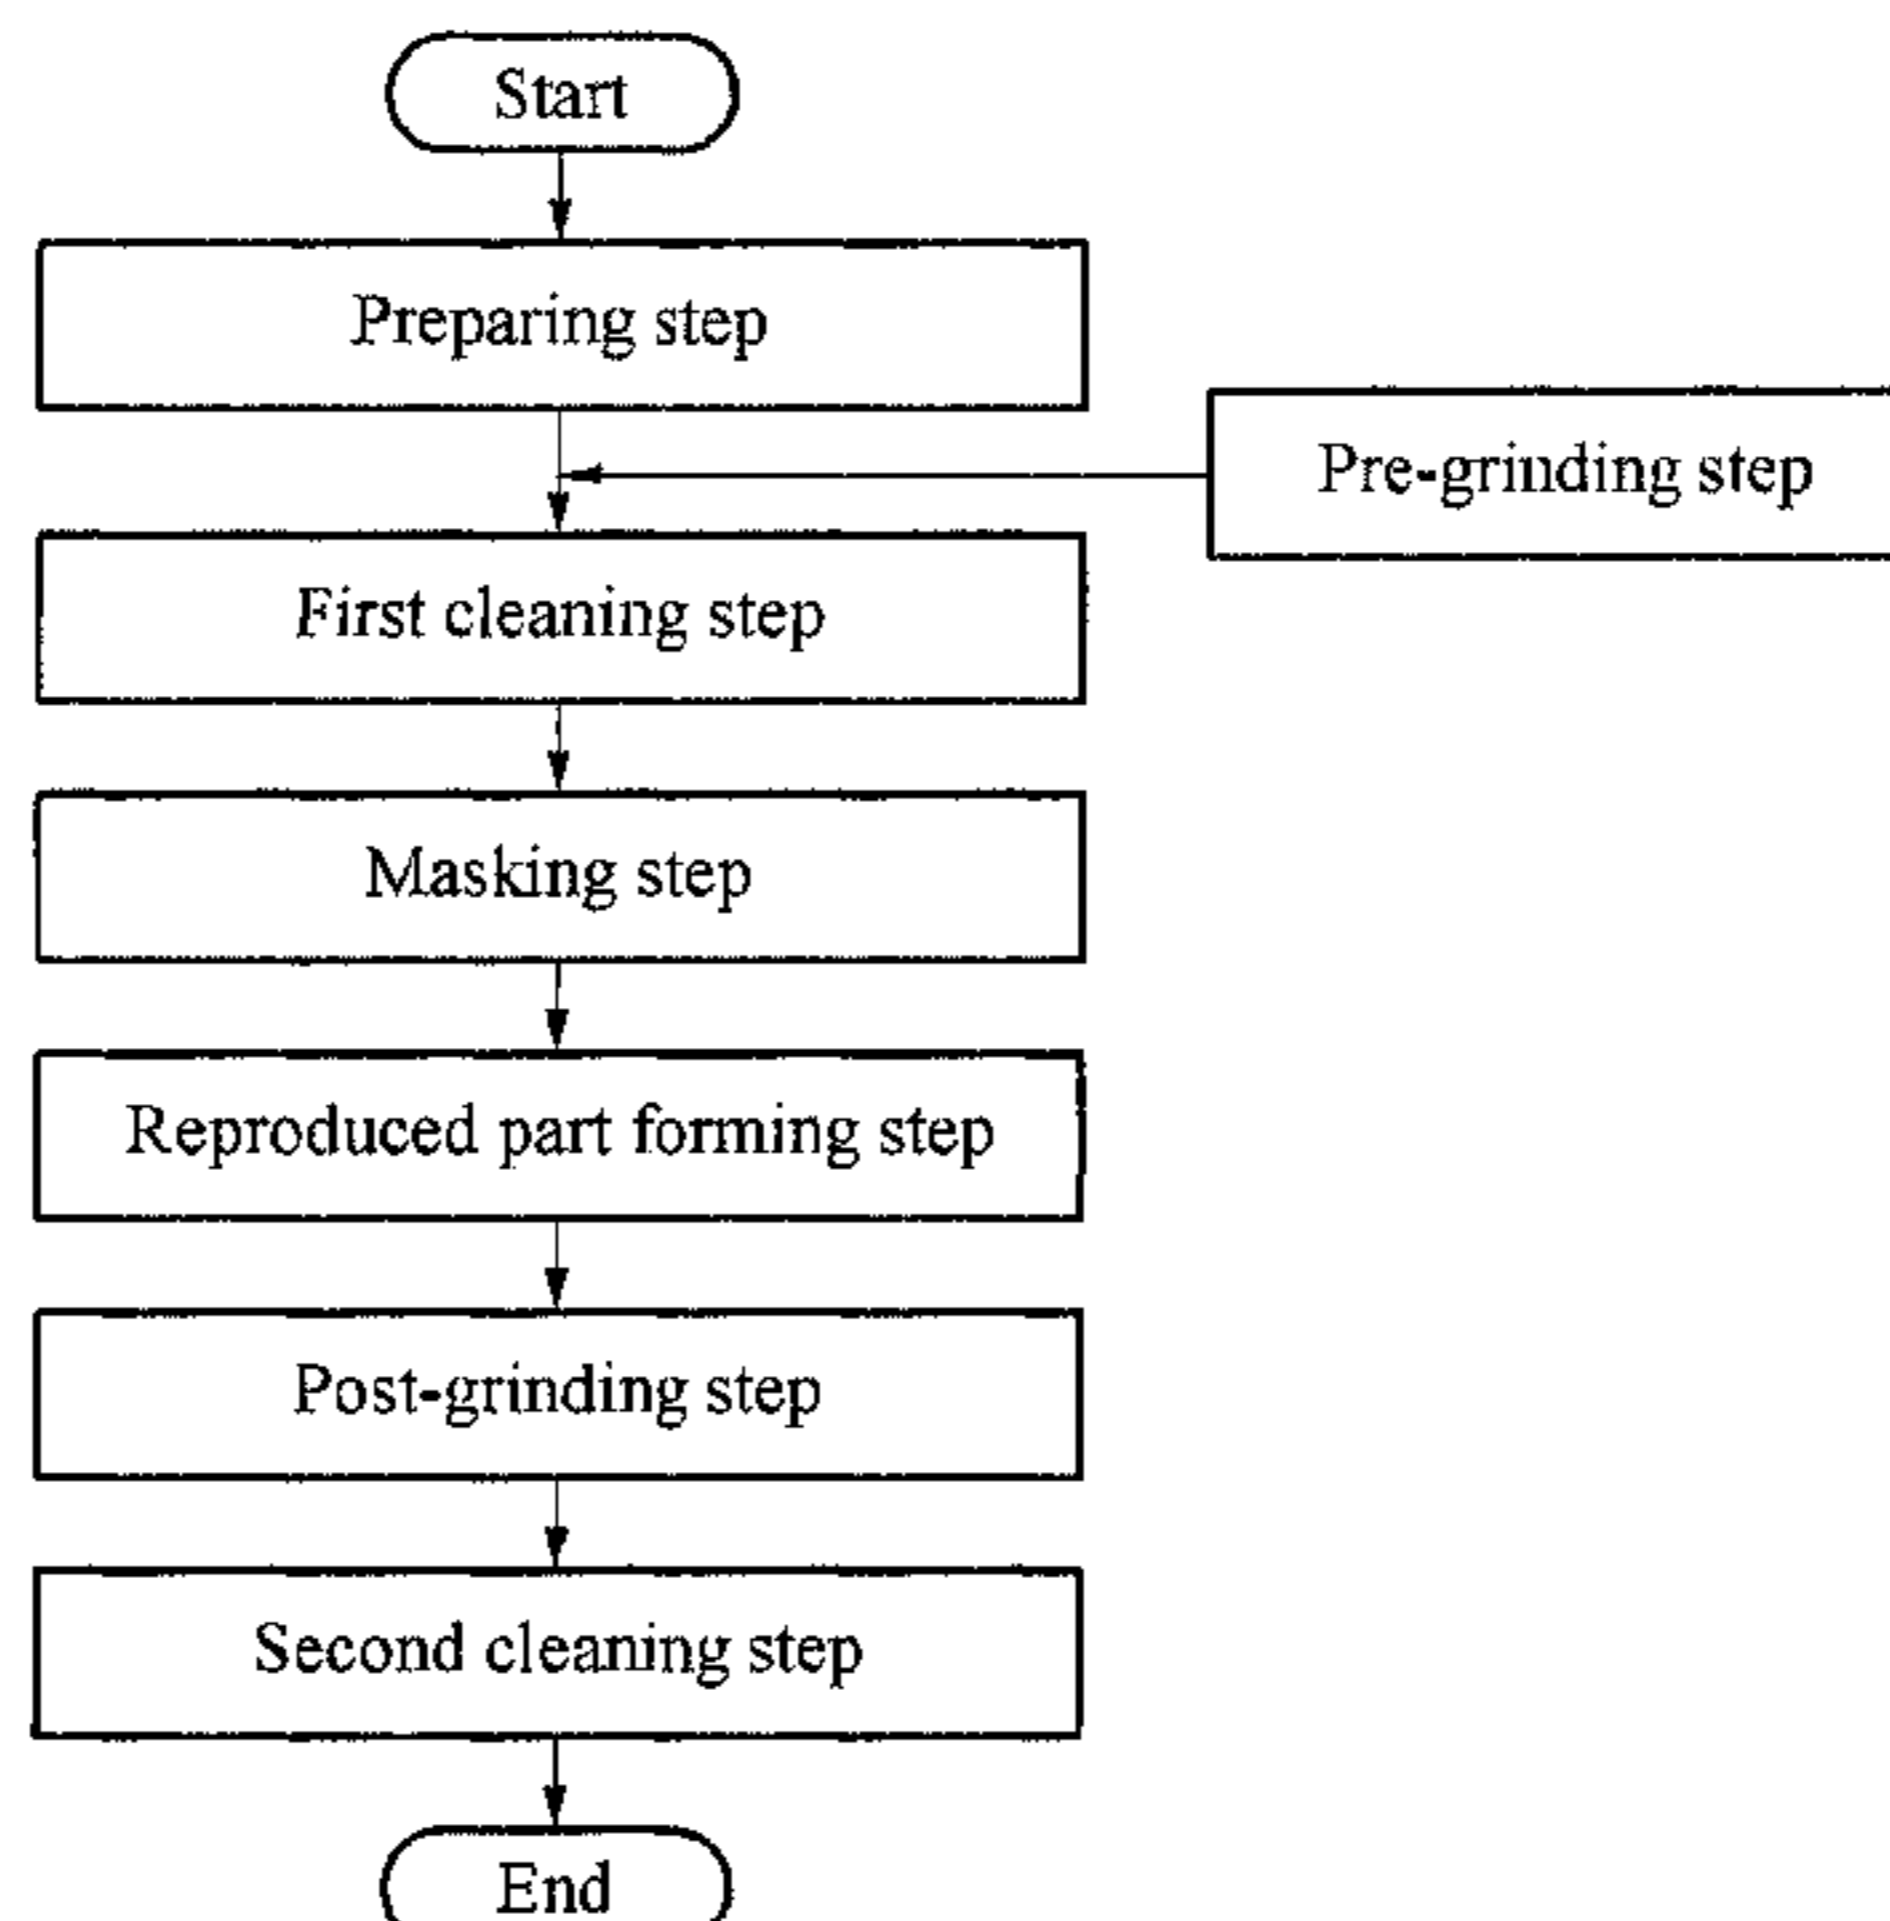 Start
Preparing step
Pre-grinding step
First cleaning step
Masking step
Reproduced part forming step
Post-grinding step
Second cleaning step
End